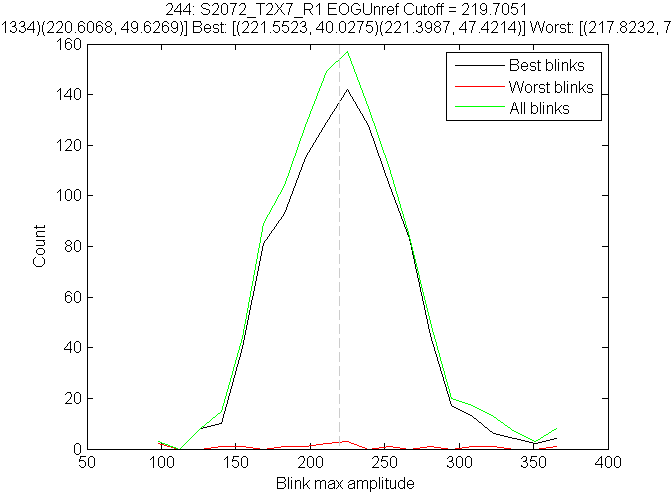 244: S2072_T2X7_R1 EOGUnref Cutoff = 219.7051
1334)(220.6068, 49.6269)] Best: [(221.5523, 40.0275)(221.3987, 47.4214)] Worst: [(217.8232, 7
160
140
120
100
80
60
40
20
0
Count
Best blinks
Worst blinks
All blinks
50
100
150
200
250
300
350
400
Blink max amplitude